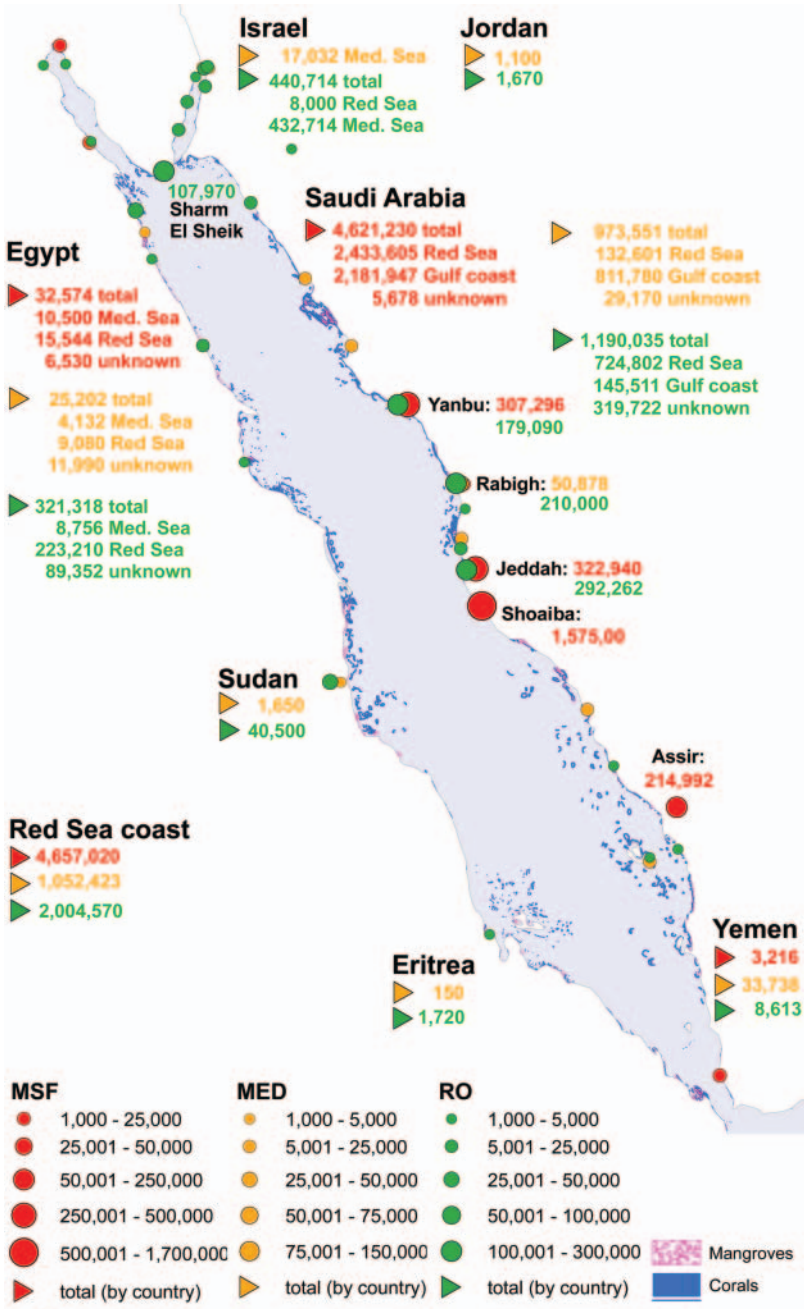 Israel
17,032 Med. Sea
440,714 total
8,000 Red Sea
432,714 Med. Sea
Jordan
1,100
1,670
107,970
Sharm
El Sheik
Saudi Arabia
4,621,230 total
2,433,605 Red Sea
2,181,947 Gulf coast
5,678 unknown
973,551 total
132,601 Red Sea
811,780 Gulf coast
29,170 unknown
1,190,035 total
724,802 Red Sea
145,511 Gulf coast
319,722 unknown
Egypt
32,574 total
10,500 Med. Sea
15,544 Red Sea
6,530 unknown
25,202 total
4,132 Med. Sea
9,080 Red Sea
11,990 unknown
321,318 total
8,756 Med. Sea
223,210 Red Sea
89,352 unknown
Yanbu: 307,296
179,090
Rabigh: 50,878
210,000
Jeddah: 322,940
292,262
Shoaiba:
1,575,00
Sudan
1,650
40,500
Assir:
214,992
Red Sea coast
4,657,020
1,052,423
2,004,570
Eritrea
150
1,720
Yemen
3,216
33,738
8,613
MSF
1,000 - 25,000
25,001 - 50,000
50,001 - 250,000
250,001 - 500,000
500,001 - 1,700,000
total (by country)
MED
1,000 - 5,000
5,001 - 25,000
25,001 - 50,000
50,001 - 75,000
75,001 - 150,000
total (by country)
RO
1,000 - 5,000
5,001 - 25,000
25,001 - 50,000
50,001 - 100,000
100,001 - 300,000
total (by country)
Mangroves
Corals